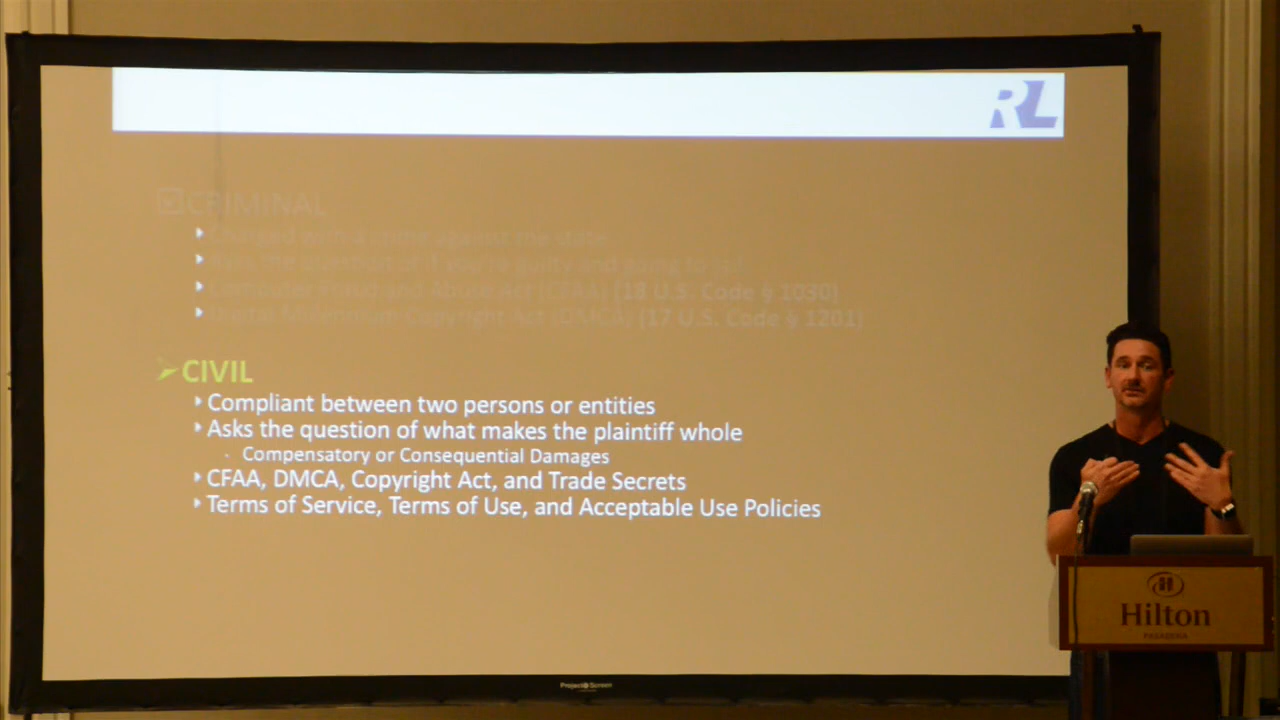 RL
CRIMINAL
Charged with a crime against the state
Asks the question of if you're guilty and going to jail
Computer Fraud and Abuse Act (CFAA) [18 U.S. Code § 1030]
Digital Millennium Copyright Act (DMCA) [17 U.S. Code § 1201]
CIVIL
Compliant between two persons or entities
Asks the question of what makes the plaintiff whole
Compensatory or Consequential Damages
CFAA, DMCA, Copyright Act, and Trade Secrets
Terms of Service, Terms of Use, and Acceptable Use Policies
H
Hilton
PASADENA